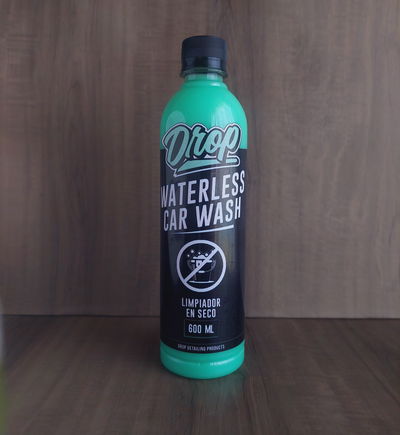 Drop
WATERLESS
CAR WASH
LIMPIADOR
EN SECO
600 ML
DROP DETAILING PRODUCTS